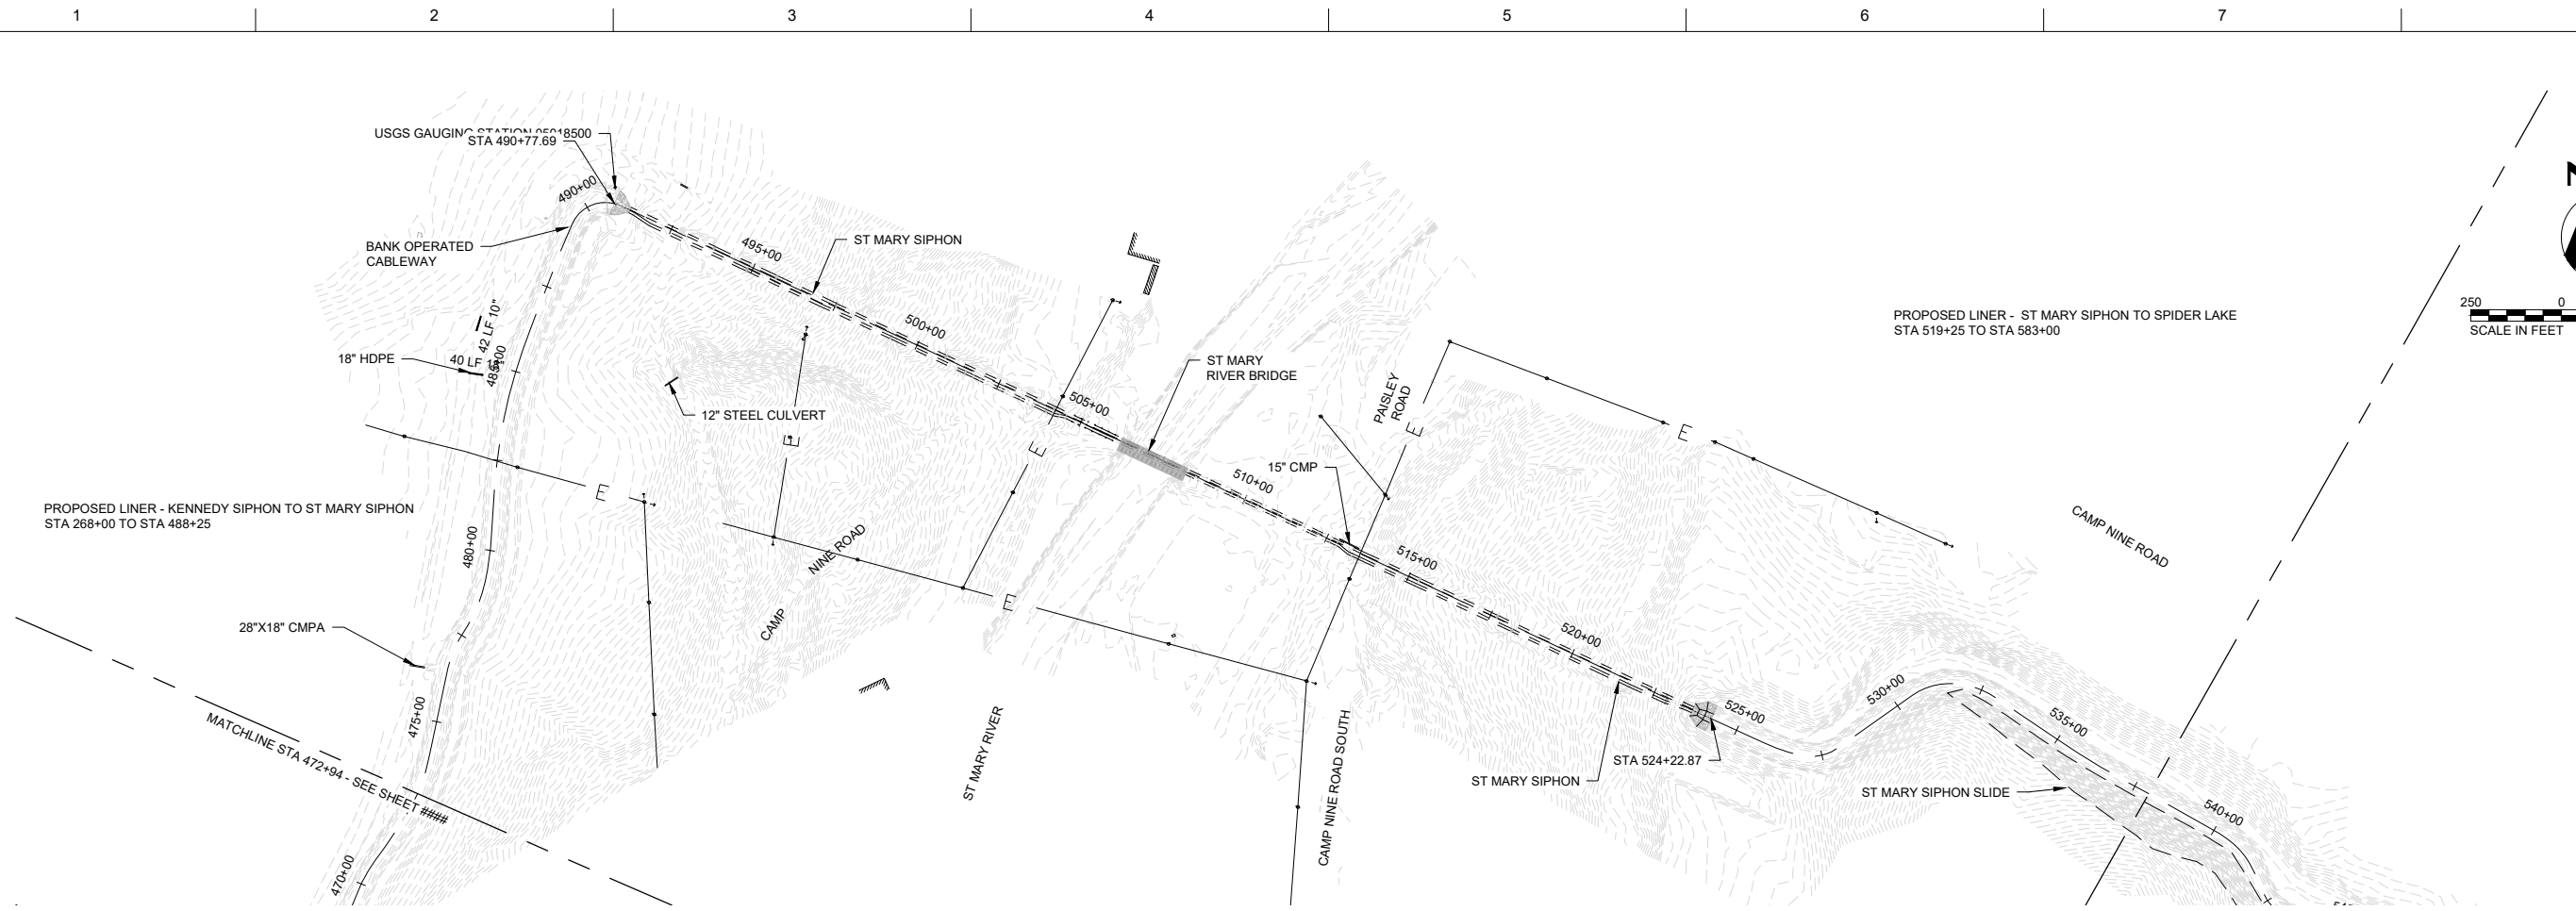 1 2 3 4 5 6 7
USGS GAUGING STATION 05018500
STA 490+77.69
490+00
BANK OPERATED
CABLEWAY
495+00
ST MARY SIPHON
42 LF 10"
18" HDPE
40 LF 18"
485+00
12" STEEL CULVERT
500+00
505+00
ST MARY
RIVER BRIDGE
PAISLEY
ROAD
E
E
E
E
E
E
15" CMP
510+00
PROPOSED LINER - ST MARY SIPHON TO SPIDER LAKE
STA 519+25 TO STA 583+00
250 0
SCALE IN FEET
N
PROPOSED LINER - KENNEDY SIPHON TO ST MARY SIPHON
STA 268+00 TO STA 488+25
480+00
CAMP NINE ROAD
515+00
CAMP NINE ROAD
28"X18" CMPA
520+00
475+00
MATCHLINE STA 472+94 - SEE SHEET ####
ST MARY RIVER
CAMP NINE ROAD SOUTH
525+00
530+00
535+00
STA 524+22.87
ST MARY SIPHON
ST MARY SIPHON SLIDE
540+00
470+00